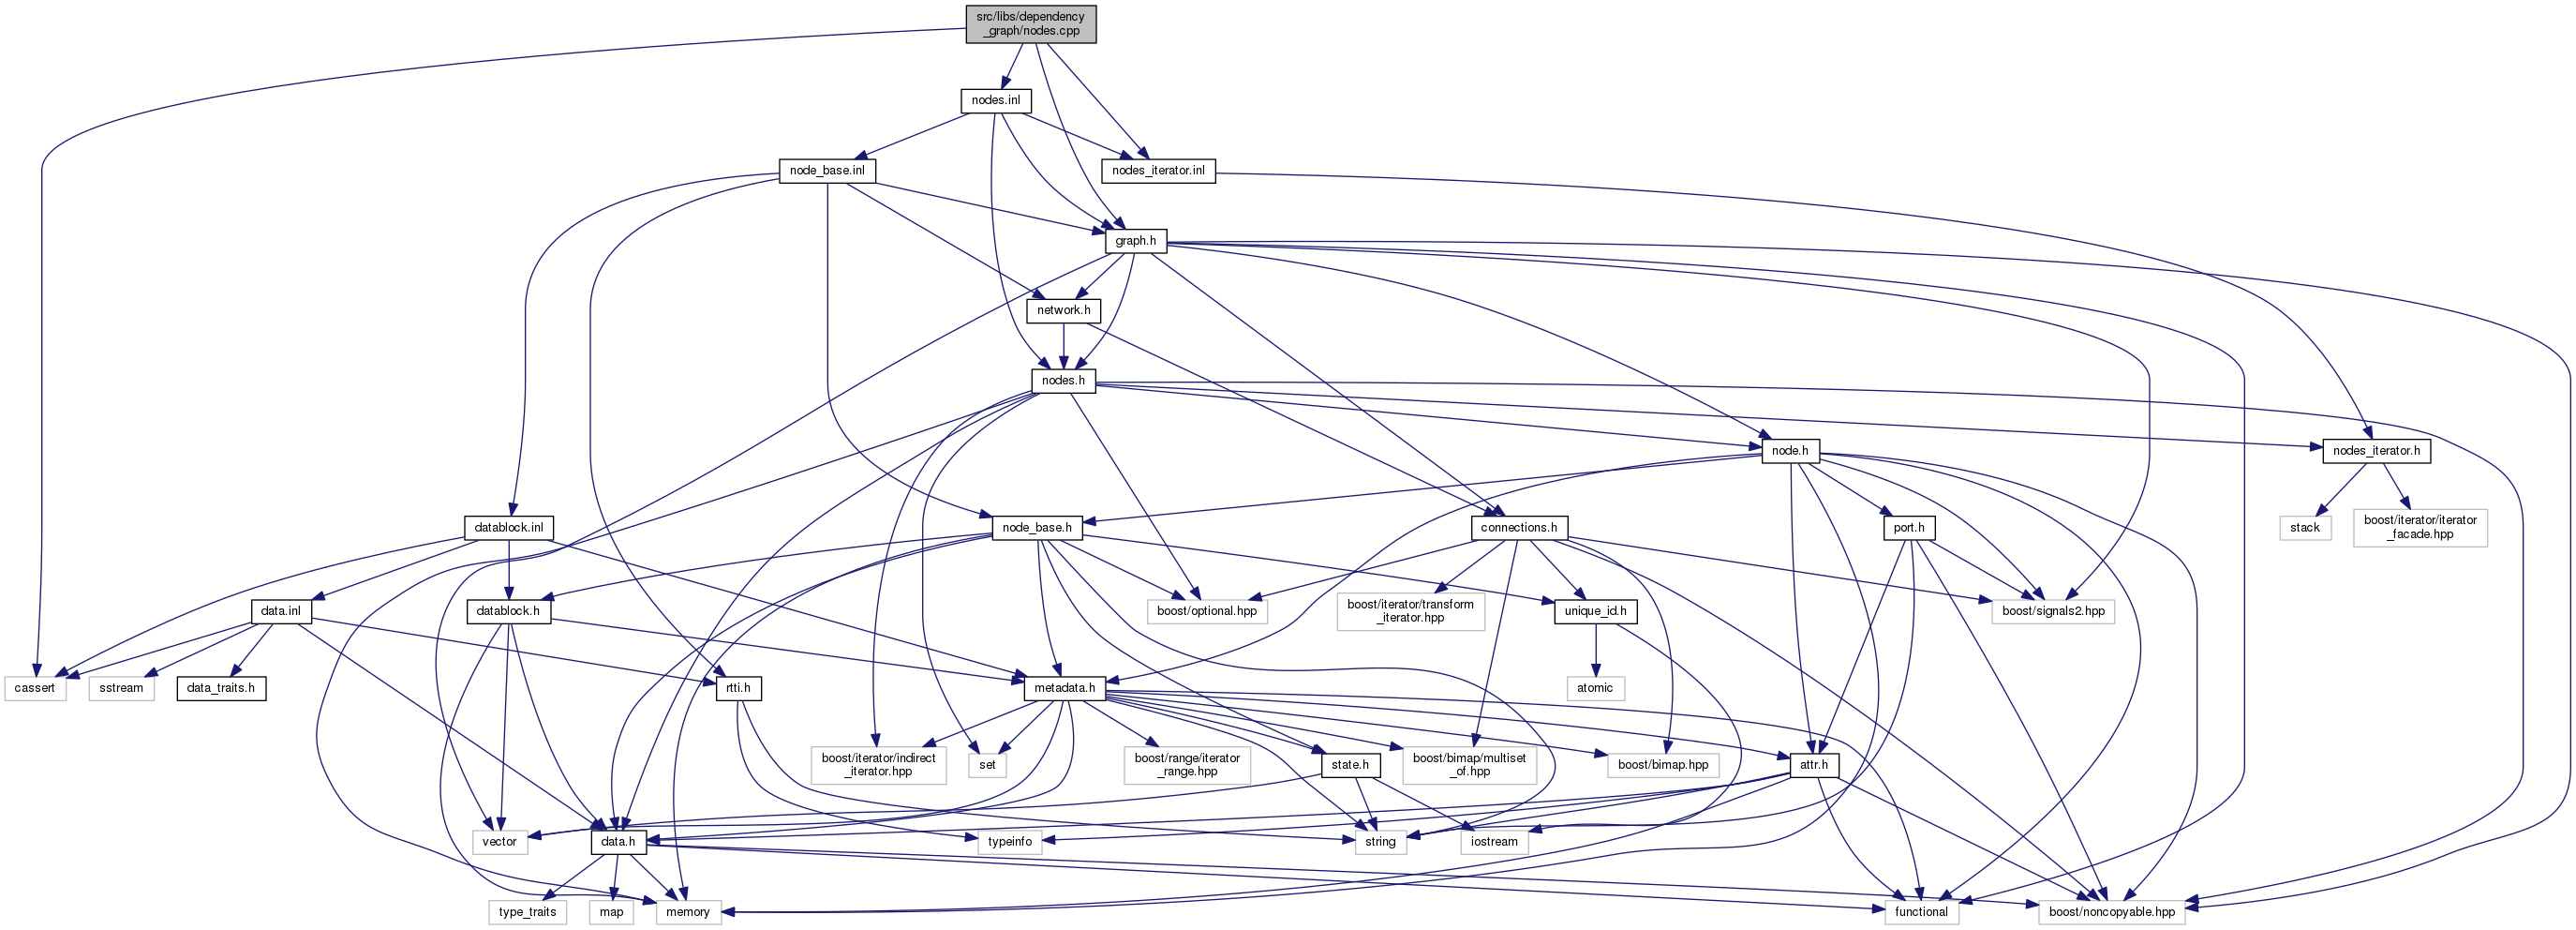 src/libs/dependency
_graph/nodes.cpp
nodes.inl
node_base.inl
nodes_iterator.inl
graph.h
network.h
nodes.h
node.h
nodes_iterator.h
datablock.inl
node_base.h
connections.h
port.h
stack
boost/iterator/iterator
_facade.hpp
data.inl
datablock.h
boost/optional.hpp
boost/iterator/transform
_iterator.hpp
unique_id.h
boost/signals2.hpp
cassert
sstream
data_traits.h
rtti.h
metadata.h
atomic
boost/iterator/indirect
_iterator.hpp
set
boost/range/iterator
_range.hpp
state.h
boost/bimap/multiset
_of.hpp
boost/bimap.hpp
attr.h
vector
data.h
typeinfo
string
iostream
type_traits
map
memory
functional
boost/noncopyable.hpp